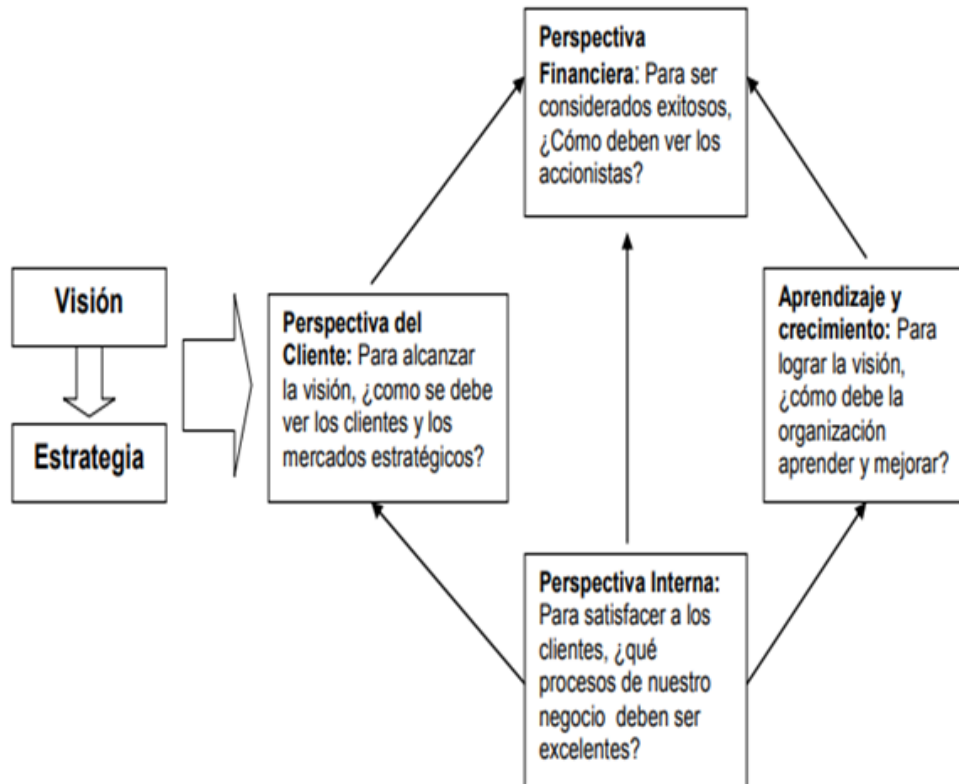 Perspectiva
Financiera: Para ser
considerados exitosos,
¿Cómo deben ver los
accionistas?
Visión
Estrategia
Perspectiva del
Cliente: Para alcanzar
la visión, ¿como se debe
ver los clientes y los
mercados estratégicos?
Aprendizaje y
crecimiento: Para
lograr la visión,
¿cómo debe la
organización
aprender y mejorar?
Perspectiva Interna:
Para satisfacer a los
clientes, ¿qué
procesos de nuestro
negocio deben ser
excelentes?